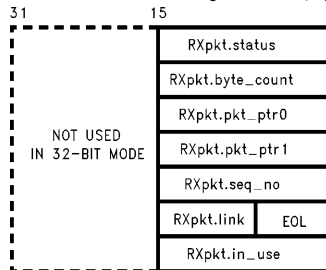 31 15
RXpkt.status
RXpkt.byte_count
RXpkt.pkt_ptr0
NOT USED
IN 32-BIT MODE
RXpkt.pkt_ptr1
RXpkt.seq_no
RXpkt.link EOL
RXpkt.in_use